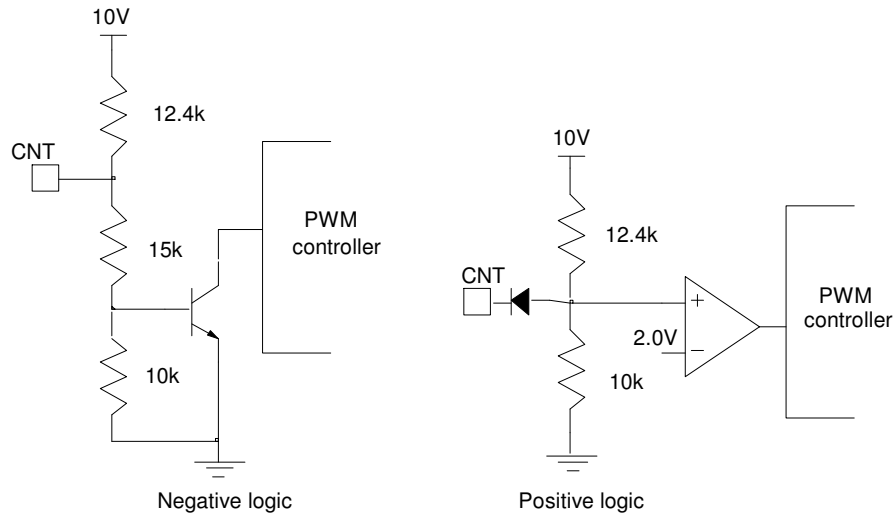 10V
12.4k
CNT
15k
PWM
controller
10k
Negative logic
10V
12.4k
CNT
+
2.0V
−
10k
PWM
controller
Positive logic